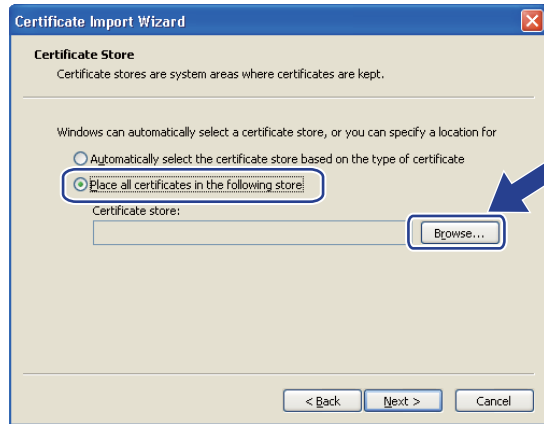 Certificate Import Wizard
Certificate Store
Certificate stores are system areas where certificates are kept.
Windows can automatically select a certificate store, or you can specify a location for
Automatically select the certificate store based on the type of certificate
Place all certificates in the following store
Certificate store:
Browse...
< Back
Next >
Cancel